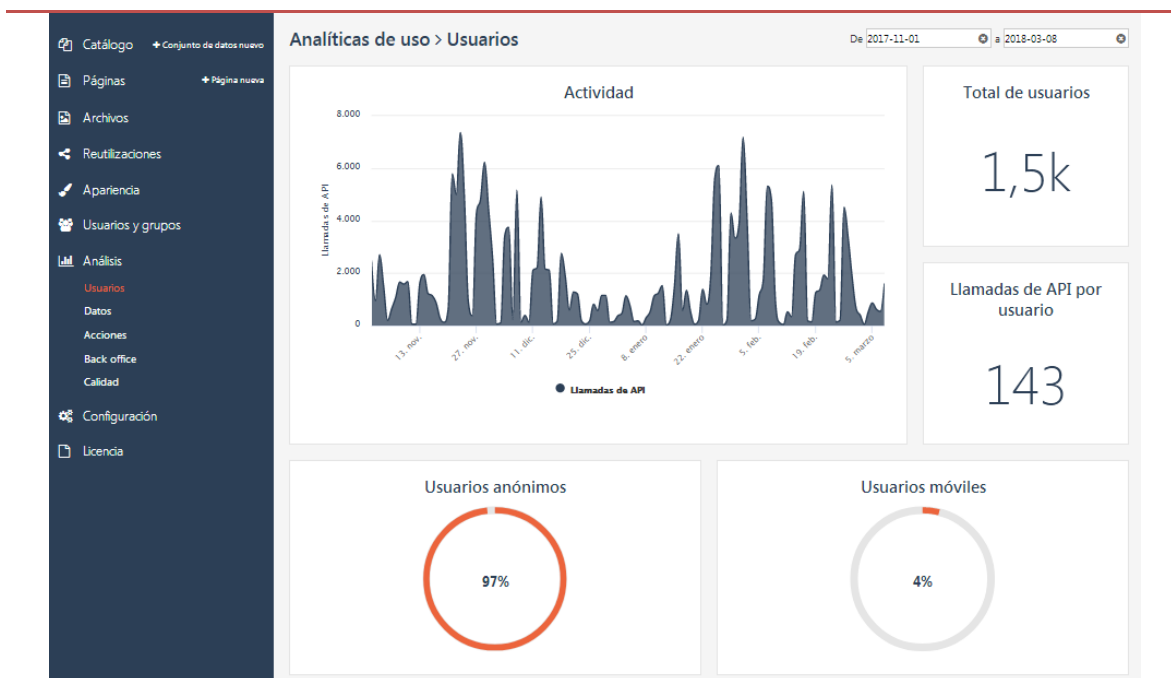 Catálogo + Conjunto de datos nuevo
Páginas + Página nueva
Archivos
Reutilizaciones
Apariencia
Usuarios y grupos
Análisis
Usuarios
Datos
Acciones
Back office
Calidad
Configuración
Licencia
Analíticas de uso > Usuarios
De 2017-11-01 a 2018-03-08
Actividad
8.000
6.000
4.000
2.000
0
Llamadas de API
13. nov.
27. nov.
11. dic.
25. dic.
8. enero
22. enero
5. feb.
19. feb.
5. marzo
Llamadas de API
Total de usuarios
1,5k
Llamadas de API por
usuario
143
Usuarios anónimos
97%
Usuarios móviles
4%